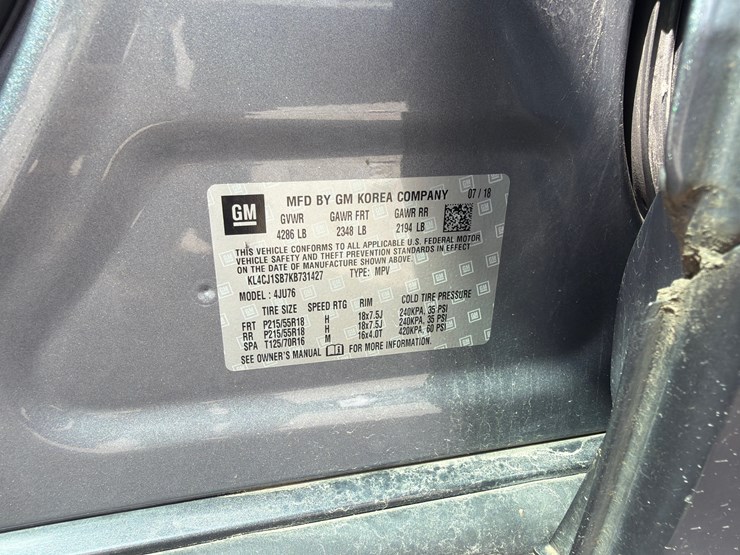 GM
MFD BY GM KOREA COMPANY 07 / 18
GVWR GAWR FRT GAWR RR
4286 LB 2348 LB 2194 LB
THIS VEHICLE CONFORMS TO ALL APPLICABLE U.S. FEDERAL MOTOR
VEHICLE SAFETY AND THEFT PREVENTION STANDARDS IN EFFECT
ON THE DATE OF MANUFACTURE SHOWN ABOVE.
KL4CJ1SB7KB731427 TYPE: MPV
MODEL : 4JU76
TIRE SIZE SPEED RTG RIM COLD TIRE PRESSURE
FRT P215/55R18 H 18x7.5J 240KPA, 35 PSI
RR P215/55R18 H 18x7.5J 240KPA, 35 PSI
SPA T125/70R16 M 16x4.0T 420KPA, 60 PSI
SEE OWNER'S MANUAL FOR MORE INFORMATION.